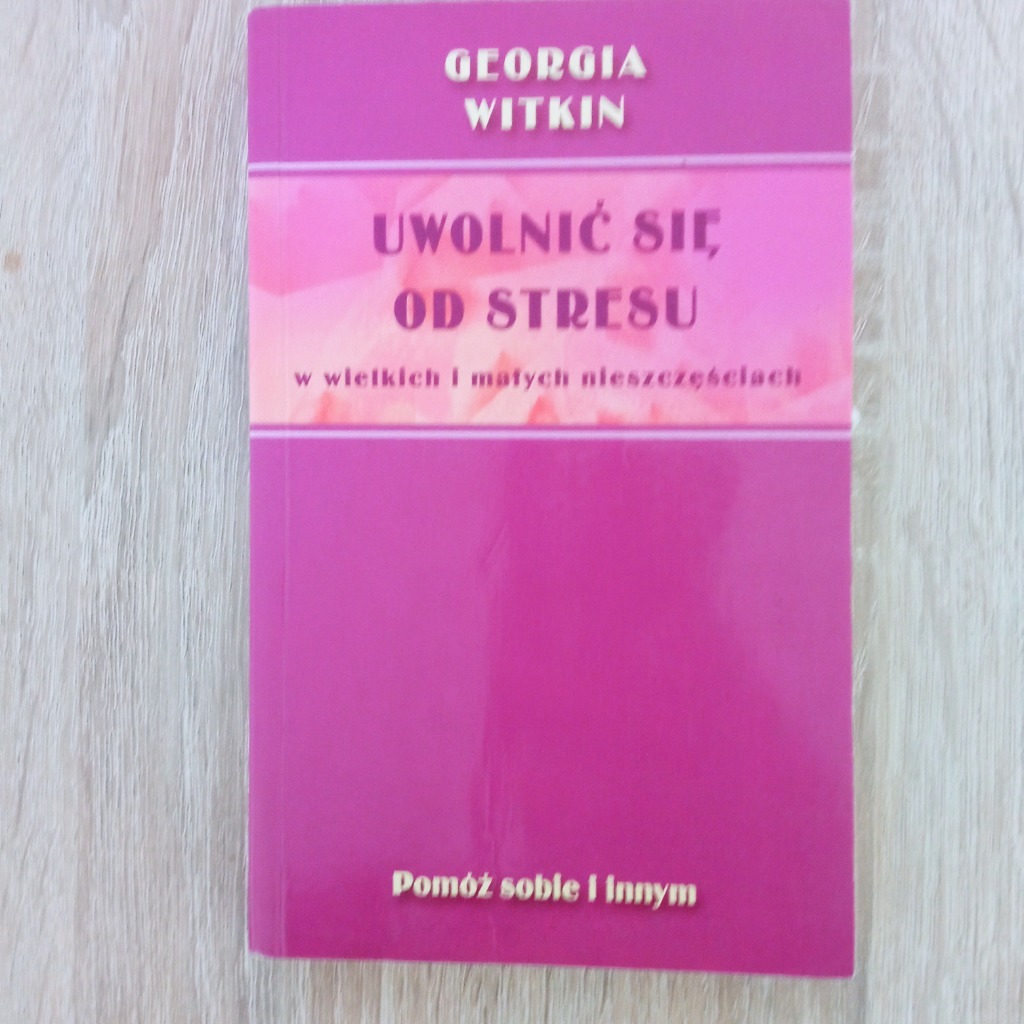 GEORGIA
WITKIN
UWOLNIĆ SIĘ
OD STRESU
w wielkich i małych nieszczęściach
Pomóż sobie i innym